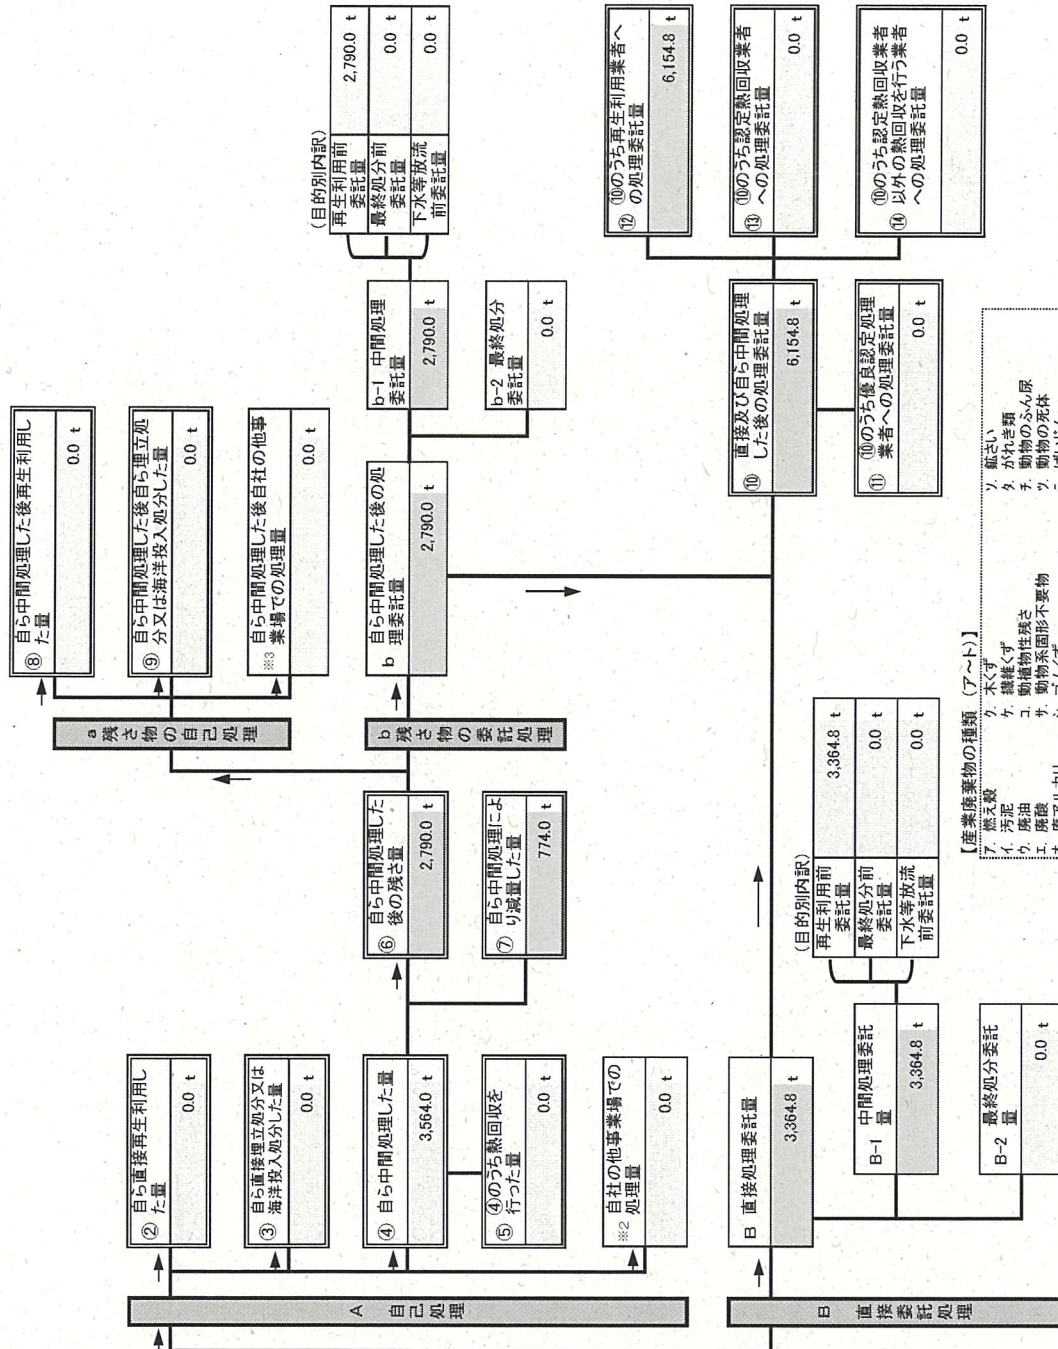 A 自己処理
② 自ら直接再生利用し
た量
0.0 t
③ 自ら直接埋立処分又は
海洋投入処分した量
0.0 t
④ 自ら中間処理した量
3,564.0 t
⑤ ④のうち熱回収を
行った量
0.0 t
※2 自社の他事業場での
処理量
0.0 t
⑥ 自ら中間処理した
後の残さ量
2,790.0 t
⑦ 自ら中間処理によ
り減量した量
774.0 t
a 残さ物の自己処理
⑧ 自ら中間処理した後再生利用し
た量
0.0 t
⑨ 自ら中間処理した後自ら埋立処
分又は海洋投入処分した量
0.0 t
※3 自ら中間処理した後自社の他事
業場での処理量
0.0 t
b 残さ物の委託処理
b 自ら中間処理した後の処
理委託量
2,790.0 t
b-1 中間処理
委託量
2,790.0 t
b-2 最終処分
委託量
0.0 t
(目的別内訳)
再生利用前
委託量
2,790.0 t
最終処分前
委託量
0.0 t
下水等放流
前委託量
0.0 t
B 直接委託処理
B 直接処理委託量
3,364.8 t
B-1 中間処理委託
量
3,364.8 t
B-2 最終処分委託
量
0.0 t
(目的別内訳)
再生利用前
委託量
3,364.8 t
最終処分前
委託量
0.0 t
下水等放流
前委託量
0.0 t
⑩ 直接及び自ら中間処理
した後の処理委託量
6,154.8 t
⑪ ⑩のうち優良認定処理
業者への処理委託量
0.0 t
⑫ ⑩のうち再生利用業者へ
の処理委託量
6,154.8 t
⑬ ⑩のうち認定熱回収業者
への処理委託量
0.0 t
⑭ ⑩のうち認定熱回収業者
以外の熱回収を行う業者
への処理委託量
0.0 t
【産業廃棄物の種類 (ア~ト)】
ア. 燃え殻
イ. 汚泥
ウ. 廃油
エ. 廃酸
ク. 木くず
ケ. 繊維くず
コ. 動植物性残さ
サ. 動物系固形不要物
ソ. 鉱さい
タ. がれき類
チ. 動物のふん尿
ツ. 動物の死体